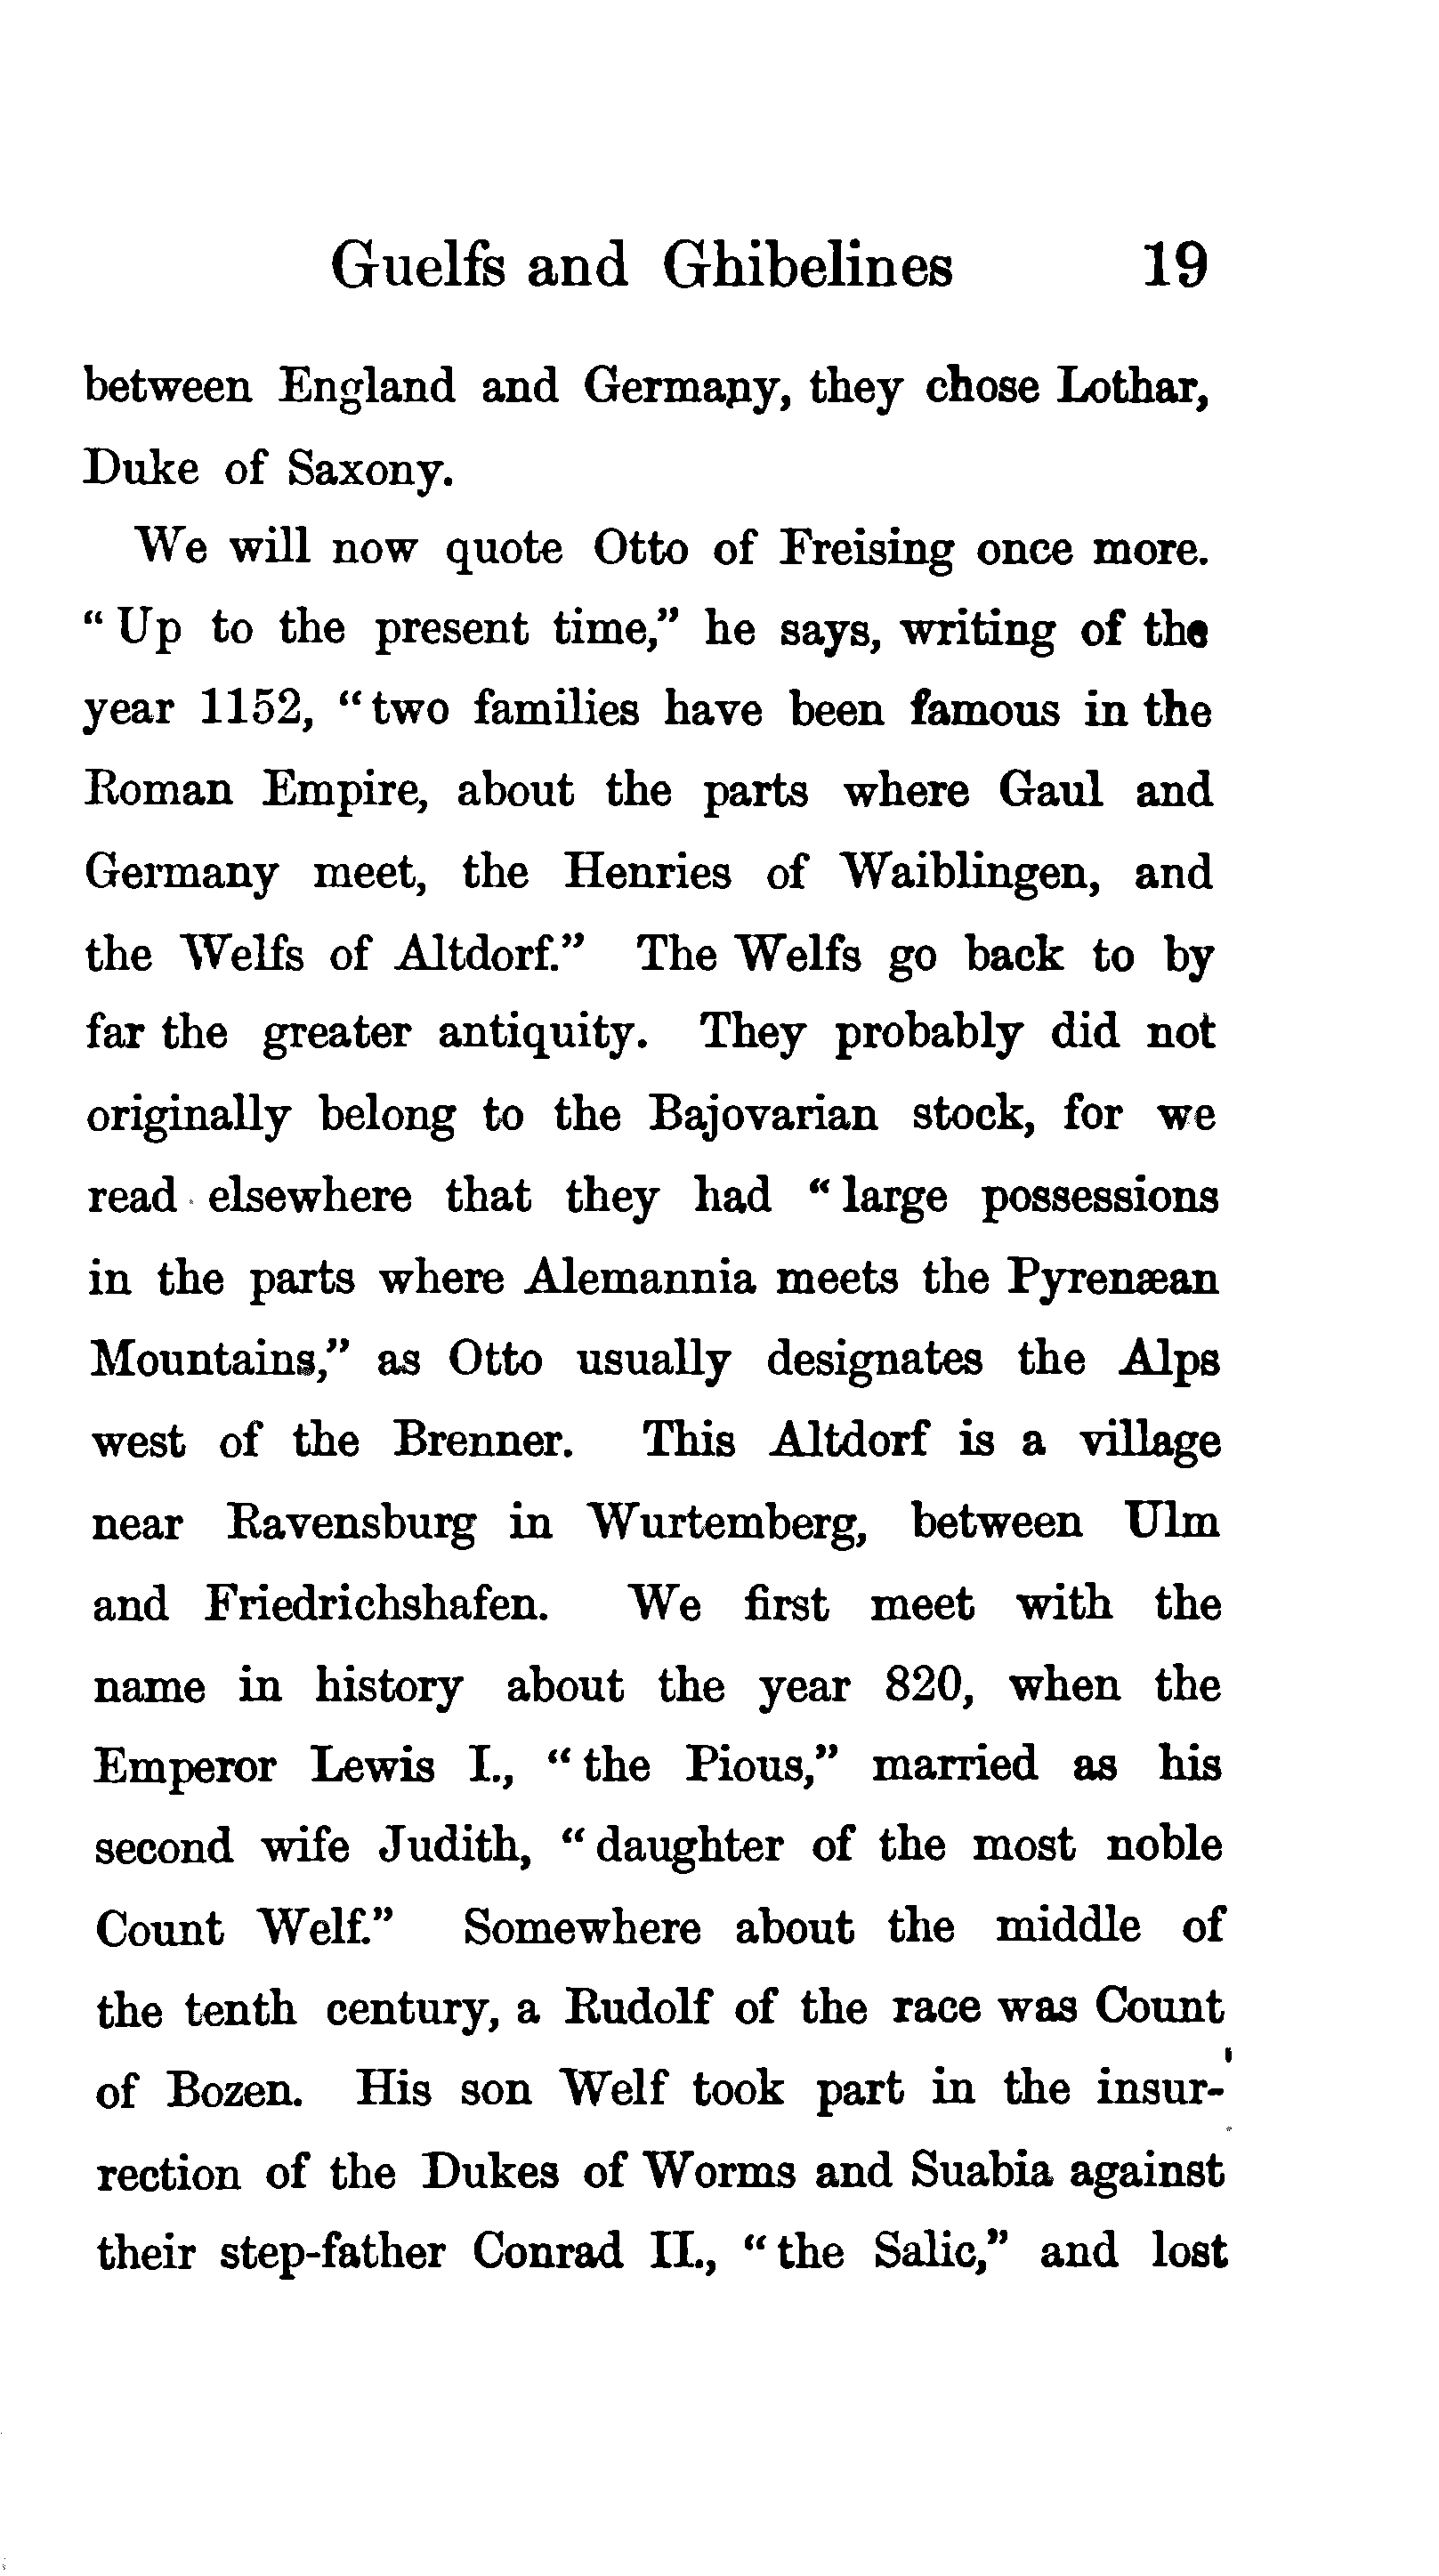 Guelfs and Ghibelines 19
between England and Germany, they chose Lothar,
Duke of Saxony.
We will now quote Otto of Freising once more.
“ Up to the present time,” he says, writing of the
year 1152, “ two families have been famous in the
Roman Empire, about the parts where Gaul and
Germany meet, the Henries of Waiblingen, and
the Welfs of Altdorf.” The Welfs go back to by
far the greater antiquity. They probably did not
originally belong to the Bajovarian stock, for we
read elsewhere that they had “ large possessions
in the parts where Alemannia meets the Pyrenæan
Mountains,” as Otto usually designates the Alps
west of the Brenner. This Altdorf is a village
near Ravensburg in Wurtemberg, between Ulm
and Friedrichshafen. We first meet with the
name in history about the year 820, when the
Emperor Lewis I., “ the Pious,” married as his
second wife Judith, “ daughter of the most noble
Count Welf.” Somewhere about the middle of
the tenth century, a Rudolf of the race was Count
of Bozen. His son Welf took part in the insur-
rection of the Dukes of Worms and Suabia against
their step-father Conrad II., “ the Salic,” and lost